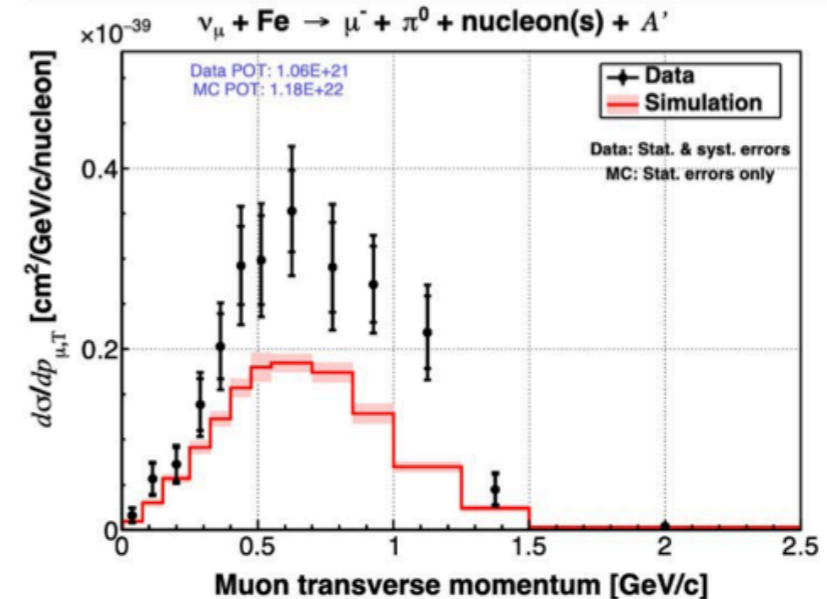 ×10⁻³⁹
νμ + Fe → μ⁻ + π⁰ + nucleon(s) + A’
Data POT: 1.06E+21
MC POT: 1.18E+22
Data
Simulation
Data: Stat. & syst. errors
MC: Stat. errors only
dσ/dpμ,T [cm²/GeV/c/nucleon]
0.4
0.2
0
0 0.5 1 1.5 2 2.5
Muon transverse momentum [GeV/c]